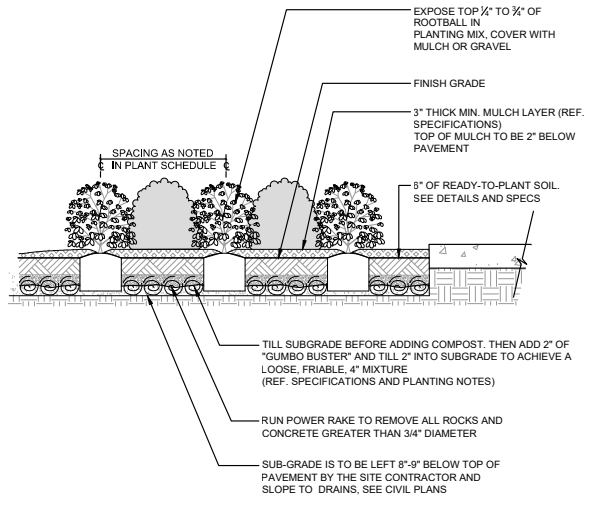 EXPOSE TOP ¼" TO ¾" OF
ROOTBALL IN
PLANTING MIX, COVER WITH
MULCH OR GRAVEL
FINISH GRADE
3" THICK MIN. MULCH LAYER (REF.
SPECIFICATIONS)
TOP OF MULCH TO BE 2" BELOW
PAVEMENT
SPACING AS NOTED
℄ IN PLANT SCHEDULE ℄
6" OF READY-TO-PLANT SOIL.
SEE DETAILS AND SPECS
TILL SUBGRADE BEFORE ADDING COMPOST. THEN ADD 2" OF
"GUMBO BUSTER" AND TILL 2" INTO SUBGRADE TO ACHIEVE A
LOOSE, FRIABLE, 4" MIXTURE
(REF. SPECIFICATIONS AND PLANTING NOTES)
RUN POWER RAKE TO REMOVE ALL ROCKS AND
CONCRETE GREATER THAN 3/4" DIAMETER
SUB-GRADE IS TO BE LEFT 8"-9" BELOW TOP OF
PAVEMENT BY THE SITE CONTRACTOR AND
SLOPE TO DRAINS, SEE CIVIL PLANS